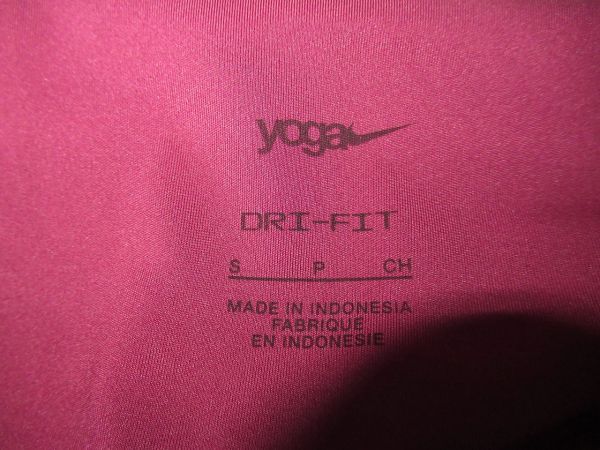 yoga
DRI-FIT
S P CH
MADE IN INDONESIA
FABRIQUE
EN INDONESIE